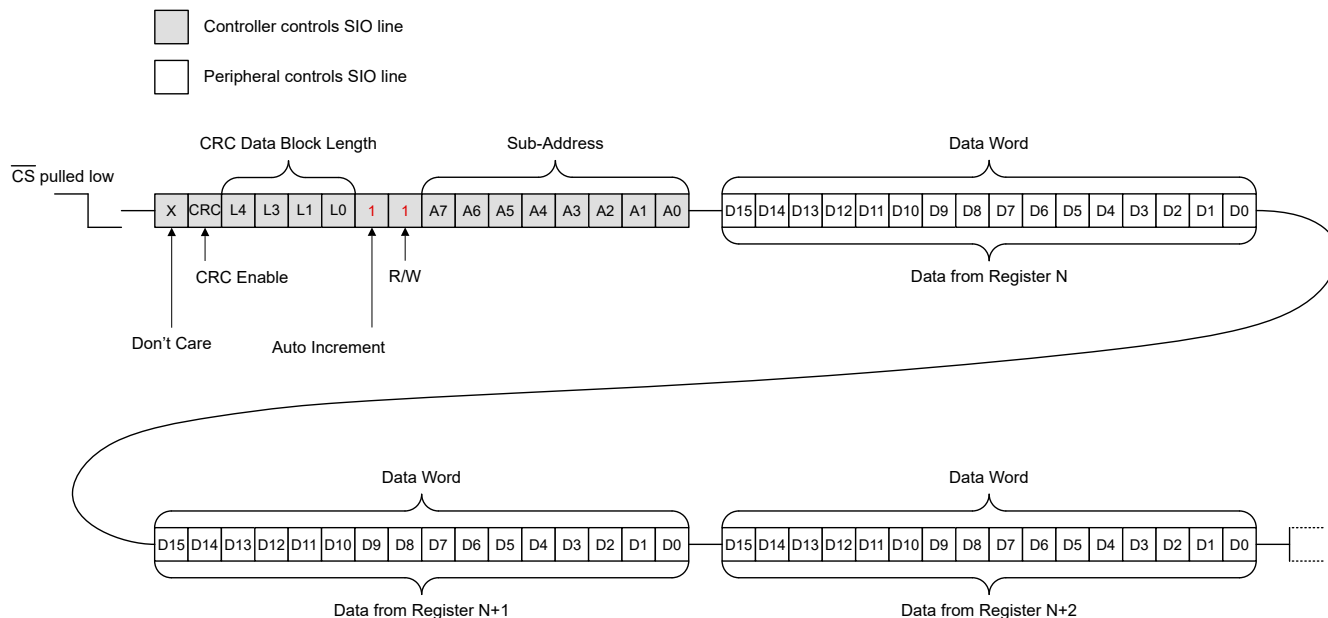 Controller controls SIO line
Peripheral controls SIO line
CRC Data Block Length
Sub-Address
Data Word
CS pulled low
X CRC L4 L3 L1 L0 1 1 A7 A6 A5 A4 A3 A2 A1 A0
D15 D14 D13 D12 D11 D10 D9 D8 D7 D6 D5 D4 D3 D2 D1 D0
CRC Enable
R/W
Data from Register N
Don't Care
Auto Increment
Data Word
Data Word
D15 D14 D13 D12 D11 D10 D9 D8 D7 D6 D5 D4 D3 D2 D1 D0
D15 D14 D13 D12 D11 D10 D9 D8 D7 D6 D5 D4 D3 D2 D1 D0
Data from Register N+1
Data from Register N+2